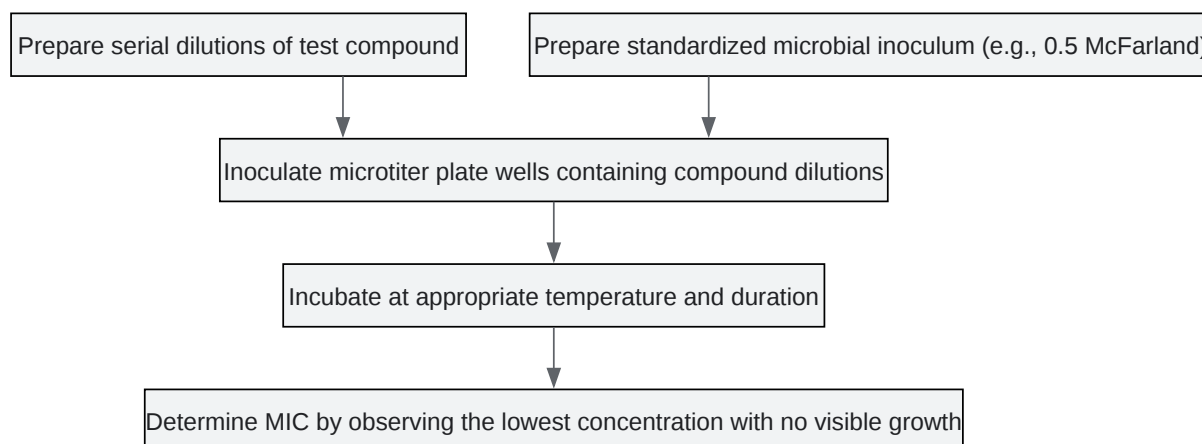 Prepare serial dilutions of test compound
Prepare standardized microbial inoculum (e.g., 0.5 McFarland)
Inoculate microtiter plate wells containing compound dilutions
Incubate at appropriate temperature and duration
Determine MIC by observing the lowest concentration with no visible growth